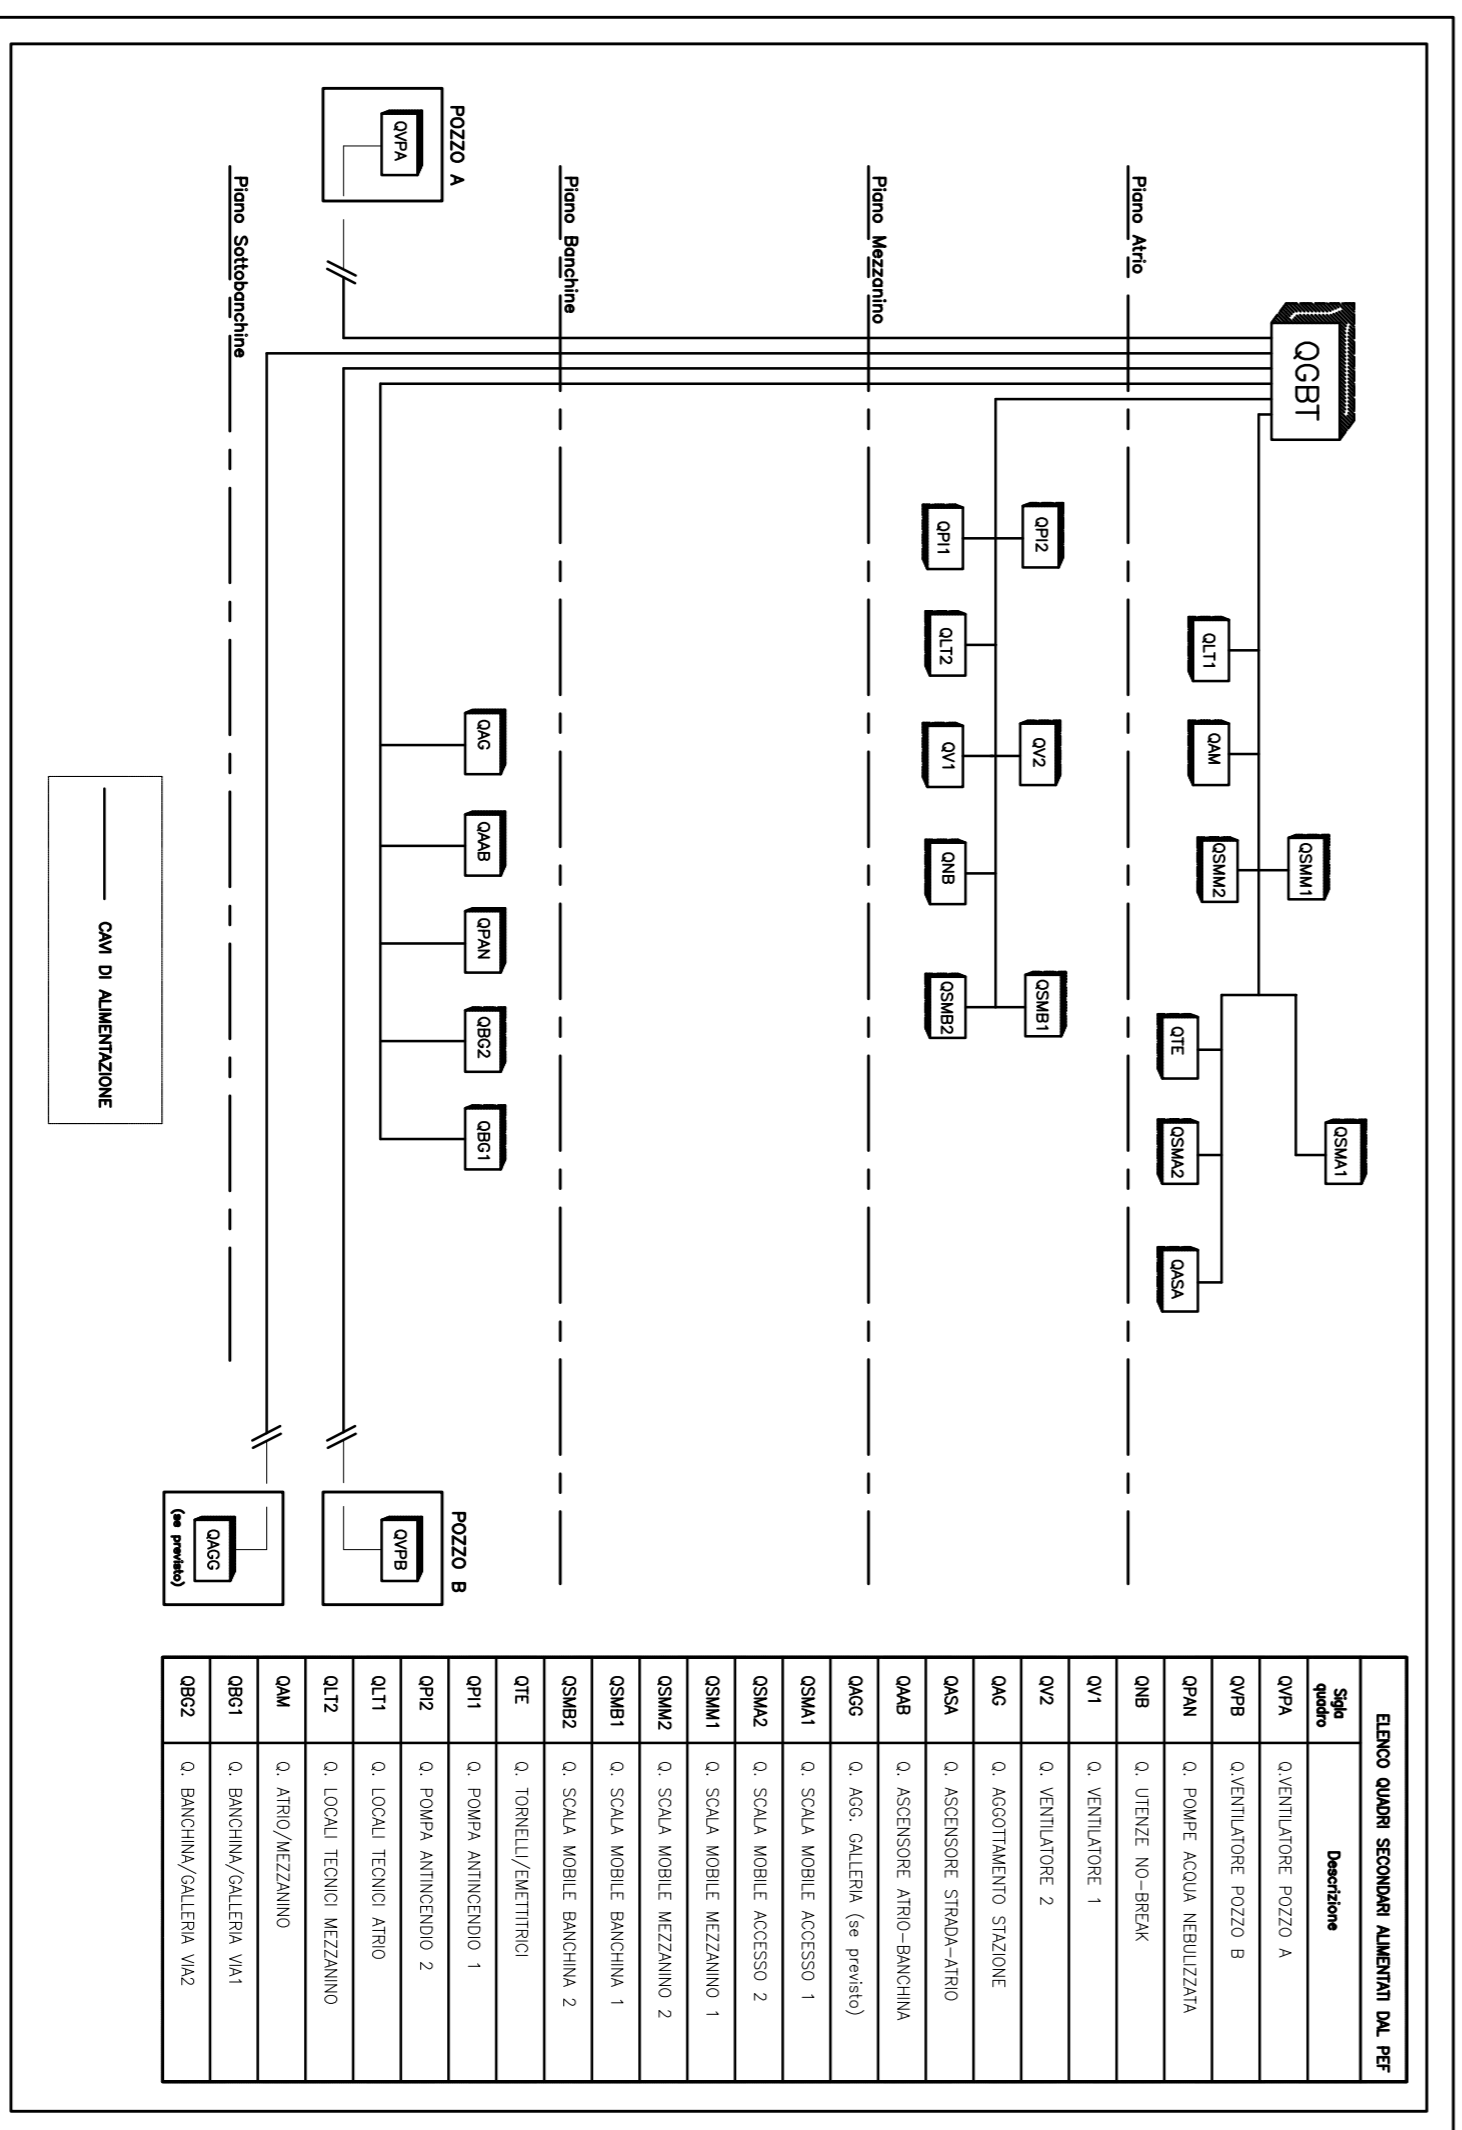 QGBT
QSMA1
QSMM1
QLT1
QAM
QSMM2
QTE
QSMA2
QASA
Piano Atrio
QPI2
QV2
QSMB1
QPI1
QLT2
QV1
QNB
QSMB2
Piano Mezzanino
Piano Banchine
POZZO A
QVPA
QAG
QAAB
QPAN
QBG2
QBG1
POZZO B
QVPB
Piano Sottobanchine
QAGG
(se previsto)
CAVI DI ALIMENTAZIONE
ELENCO QUADRI SECONDARI ALIMENTATI DAL PEF
Sigla quadro Descrizione
QVPA Q.VENTILATORE POZZO A
QVPB Q.VENTILATORE POZZO B
QPAN Q. POMPE ACQUA NEBULIZZATA
QNB Q. UTENZE NO-BREAK
QV1 Q. VENTILATORE 1
QV2 Q. VENTILATORE 2
QAG Q. AGGOTTAMENTO STAZIONE
QASA Q. ASCENSORE STRADA-ATRIO
QAAB Q. ASCENSORE ATRIO-BANCHINA
QAGG Q. AGG. GALLERIA (se previsto)
QSMA1 Q. SCALA MOBILE ACCESSO 1
QSMA2 Q. SCALA MOBILE ACCESSO 2
QSMM1 Q. SCALA MOBILE MEZZANINO 1
QSMM2 Q. SCALA MOBILE MEZZANINO 2
QSMB1 Q. SCALA MOBILE BANCHINA 1
QSMB2 Q. SCALA MOBILE BANCHINA 2
QTE Q. TORNELLI/EMETTITRICI
QPI1 Q. POMPA ANTINCENDIO 1
QPI2 Q. POMPA ANTINCENDIO 2
QLT1 Q. LOCALI TECNICI ATRIO
QLT2 Q. LOCALI TECNICI MEZZANINO
QAM Q. ATRIO/MEZZANINO
QBG1 Q. BANCHINA/GALLERIA VIA1
QBG2 Q. BANCHINA/GALLERIA VIA2